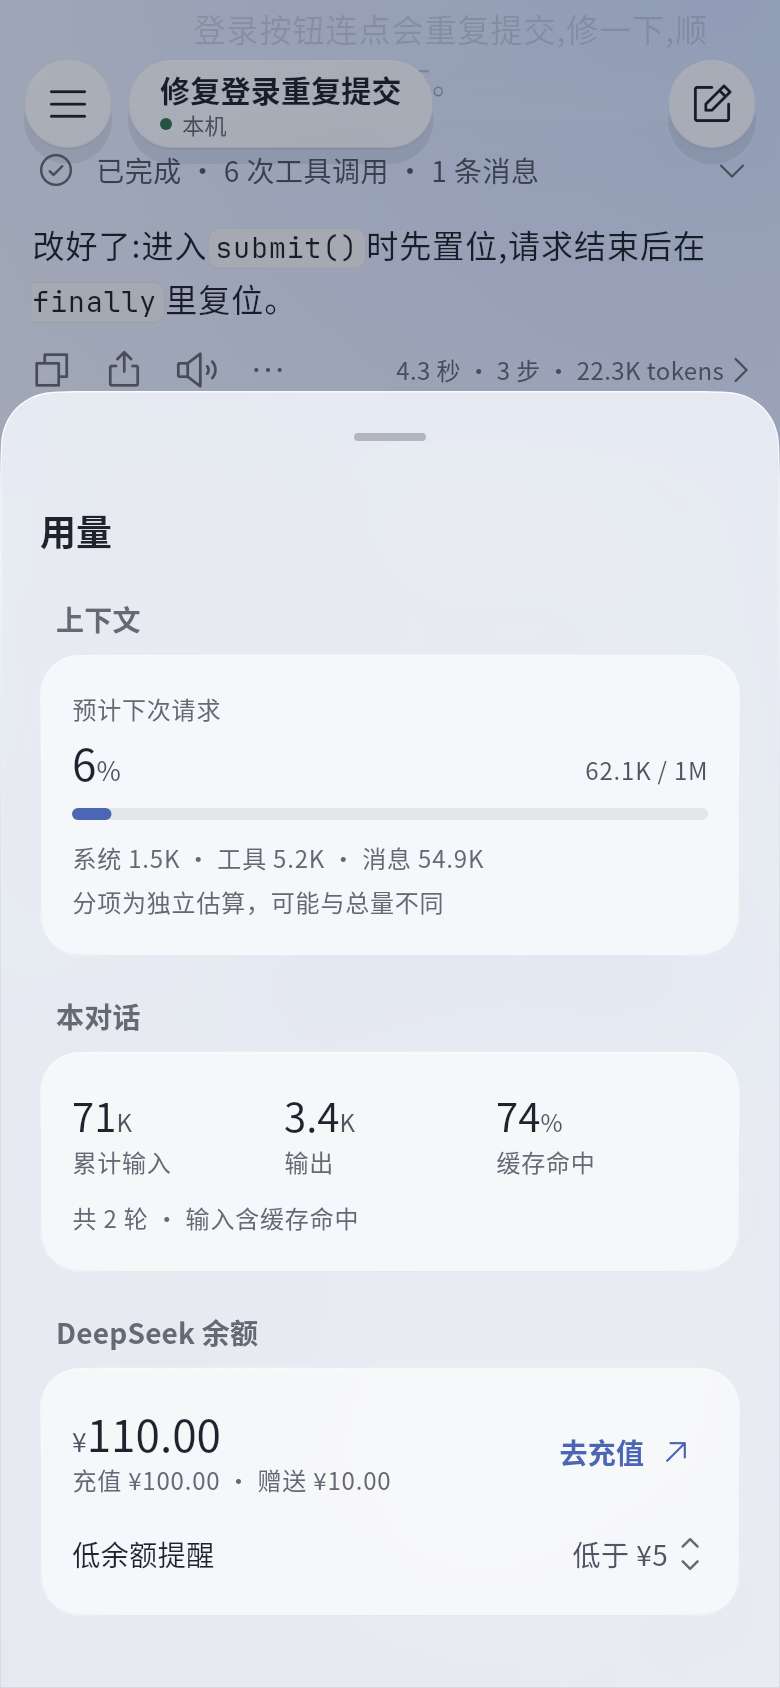 登录按钮连点会重复提交,修一下,顺
修复登录重复提交
本机
已完成 · 6 次工具调用 · 1 条消息
改好了:进入 submit() 时先置位,请求结束后在
finally 里复位。
4.3 秒 · 3 步 · 22.3K tokens
用量
上下文
预计下次请求
6% 62.1K / 1M
系统 1.5K · 工具 5.2K · 消息 54.9K
分项为独立估算，可能与总量不同
本对话
71K 3.4K 74%
累计输入 输出 缓存命中
共 2 轮 · 输入含缓存命中
DeepSeek 余额
¥110.00
去充值
充值 ¥100.00 · 赠送 ¥10.00
低余额提醒 低于 ¥5